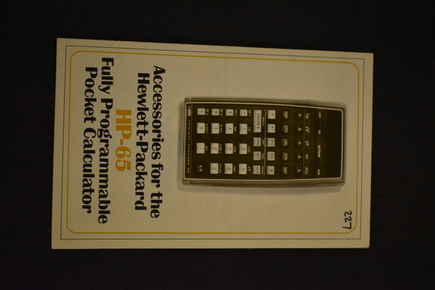 Accessories for the
Hewlett-Packard
HP-65
Fully Programmable
Pocket Calculator
227